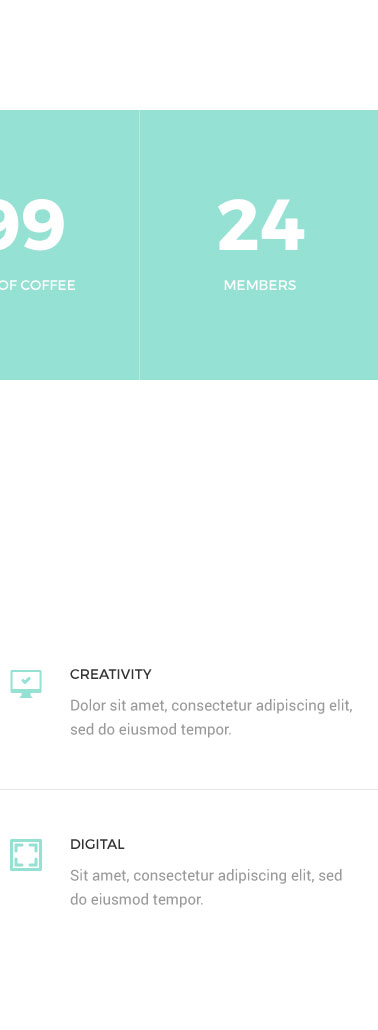 99
24
OF COFFEE
MEMBERS
CREATIVITY
Dolor sit amet, consectetur adipiscing elit,
sed do eiusmod tempor.
DIGITAL
Sit amet, consectetur adipiscing elit, sed
do eiusmod tempor.